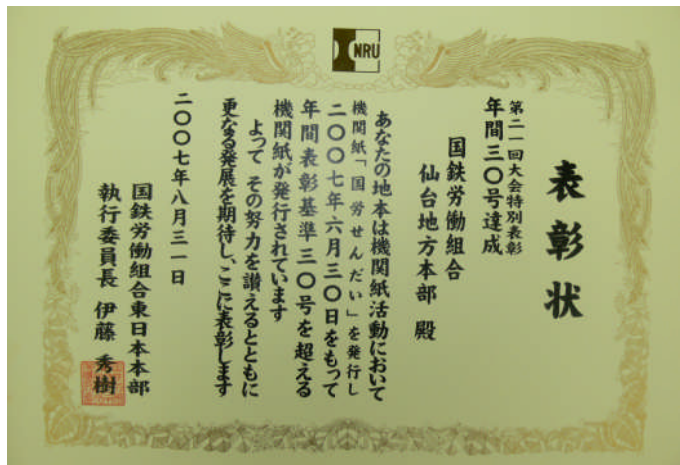 NRU
表彰状
第二一回大会特別表彰
年間三〇号達成
国鉄労働組合
仙台地方本部 殿
あなたの地本は機関紙活動において
機関紙「国労せんだい」を発行し
二〇〇七年六月三〇日をもって
年間表彰基準三〇号を超える
機関紙が発行されています
よって その努力を讃えるとともに
更なる発展を期待し、ここに表彰します
二〇〇七年八月三一日
国鉄労働組合東日本本部
執行委員長 伊藤 秀樹